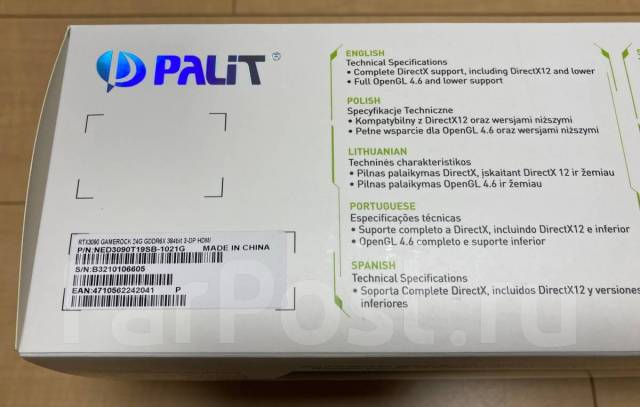 PALiT ®
RTX3090 GAMEROCK 24G GDDR6X 384bit 3-DP HDMI
P/N:NED3090T19SB-1021G MADE IN CHINA
S/N:B3210106605
EAN:4710562242041 P
ENGLISH
Technical Specifications
• Complete DirectX support, including DirectX12 and lower
• Full OpenGL 4.6 and lower support
POLISH
Specyfikacje Techniczne
• Kompatybilny z DirectX12 oraz wersjami niższymi
• Pełne wsparcie dla OpenGL 4.6 oraz wersjami niższymi
LITHUANIAN
Techninės charakteristikos
• Pilnas palaikymas DirectX, įskaitant DirectX 12 ir žemiau
• Pilnas palaikymas OpenGL 4.6 ir žemiau
PORTUGUESE
Especificações técnicas
• Suporte completo a DirectX, incluindo DirectX12 e inferior
• OpenGL 4.6 completo e suporte inferior
SPANISH
Technical Specifications
• Soporta Complete DirectX, incluidos DirectX12 y versiones
inferiores
FarPost.ru